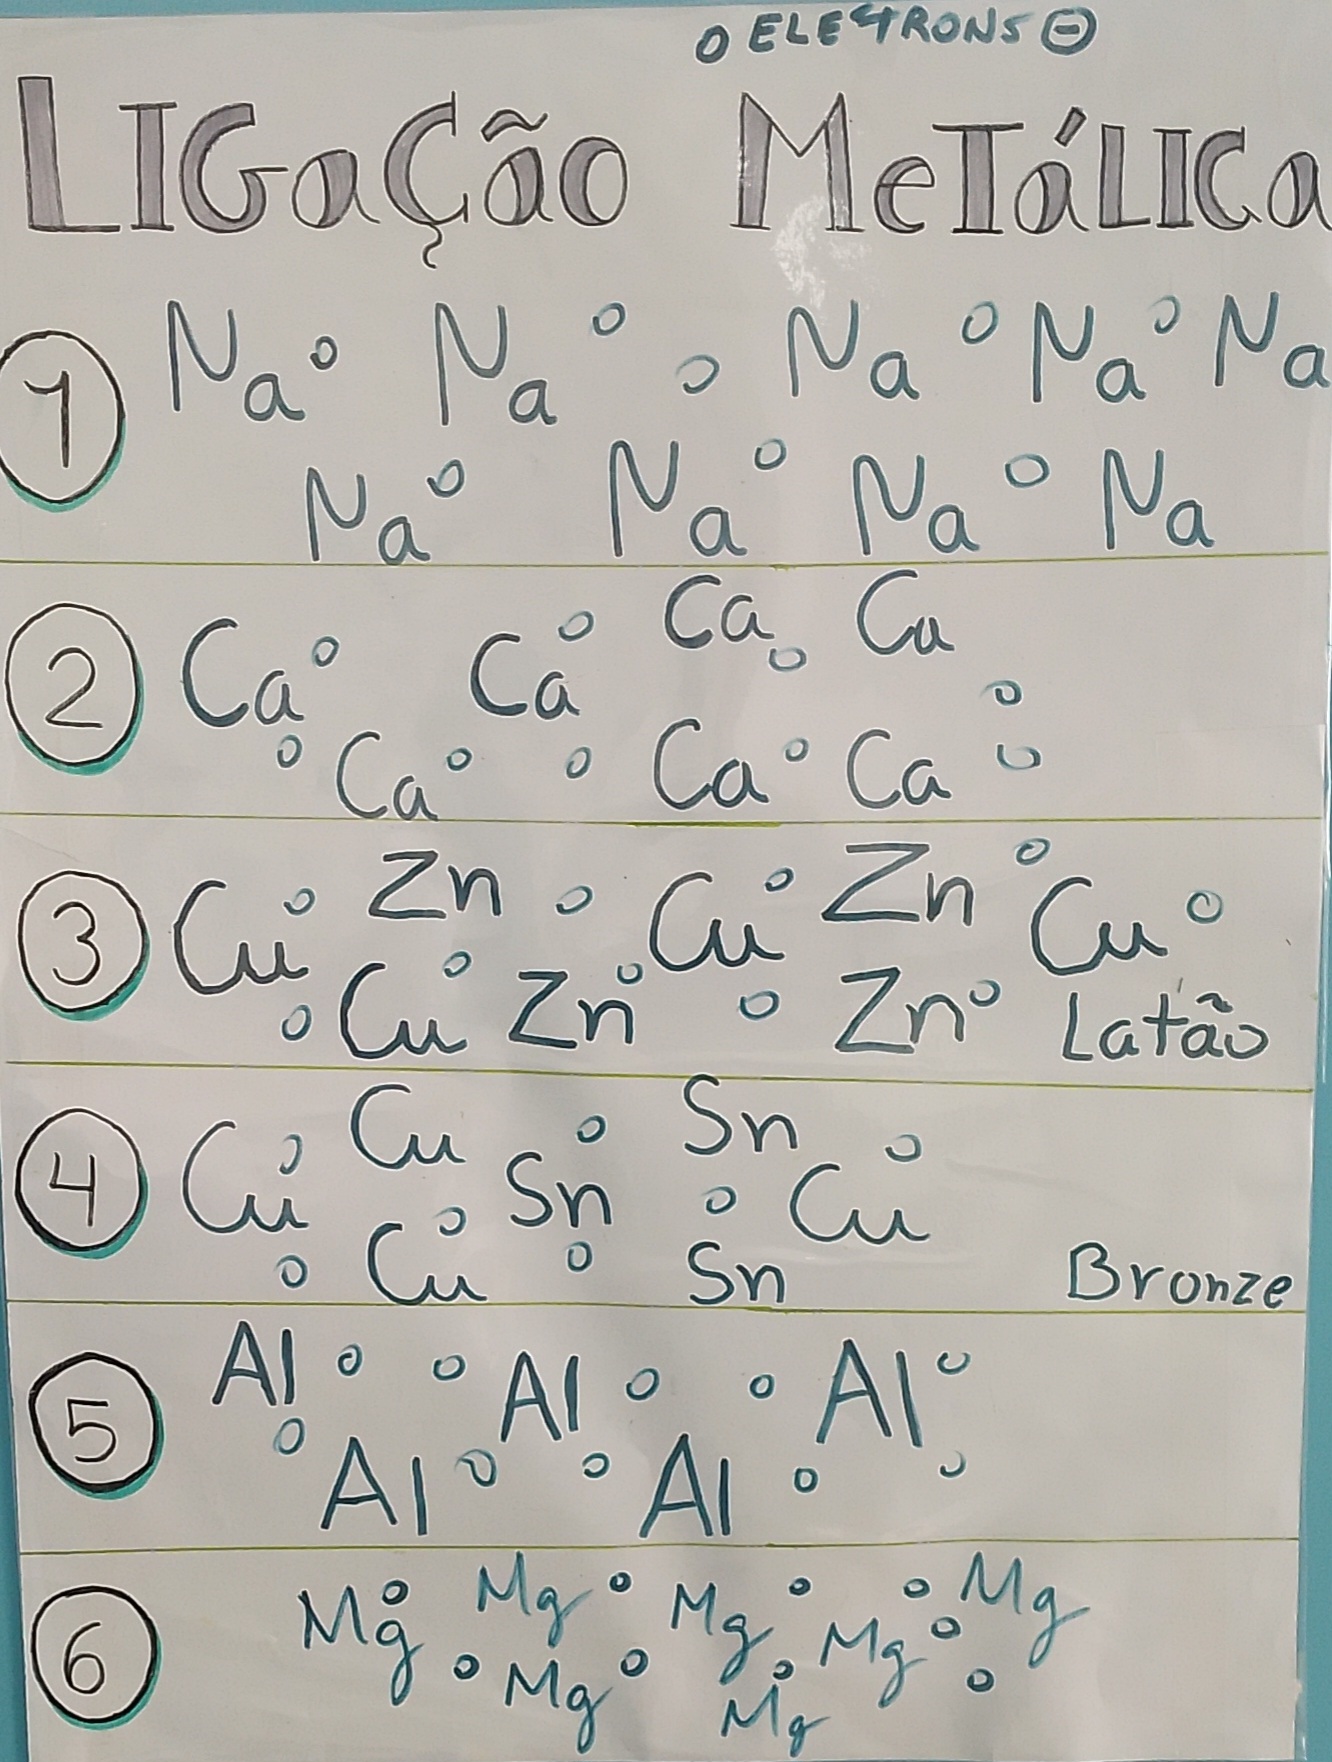 o ELEtRONS ⊖
LIGaÇão MeTáLICa
1 Na o Na o o Na o Na o Na
Na o Na o Na o Na
2 Ca o Ca o Ca o Ca o
o Ca o o Ca o Ca o
3 Cu o Zn o Cu o Zn o Cu o
o Cu o Zn o o Zn o Latão
4 Cu o Cu o Sn o
Sn o Cu
o Cu o o Sn Bronze
5 Al o o Al o o Al o
o Al o o Al o o
6 Mg o Mg o Mg o o Mg
o Mg o o Mg o o
Mg